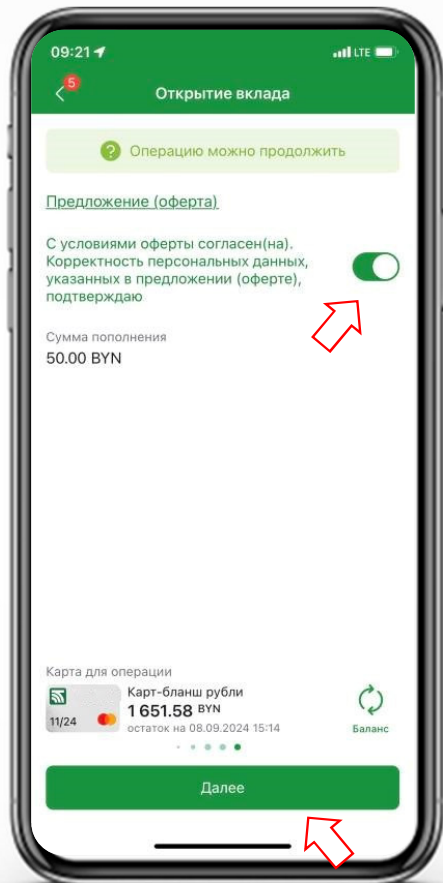 09:21 LTE
5
Открытие вклада
? Операцию можно продолжить
Предложение (оферта)
С условиями оферты согласен(на).
Корректность персональных данных,
указанных в предложении (оферте),
подтверждаю
Сумма пополнения
50.00 BYN
Карта для операции
Карт-бланш рубли
1 651.58 BYN
11/24
остаток на 08.09.2024 15:14
Баланс
Далее